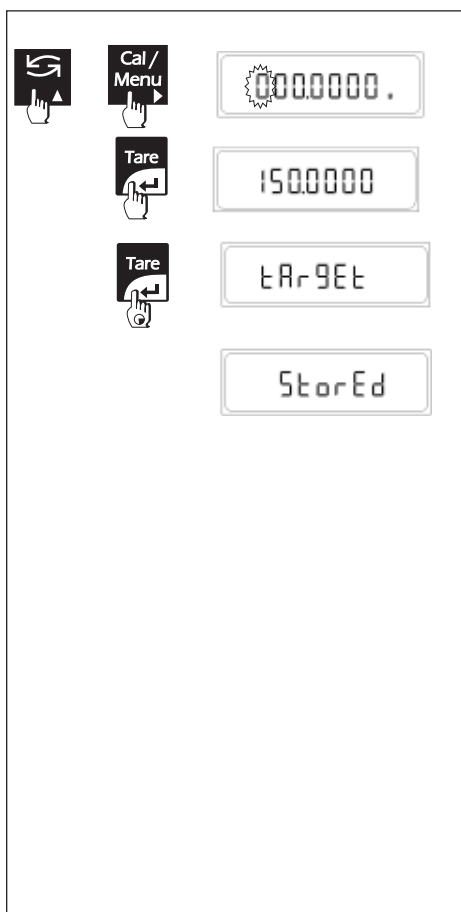 Cal /
Menu
000.0000.
Tare
150.0000
Tare
tArgEt
StorEd